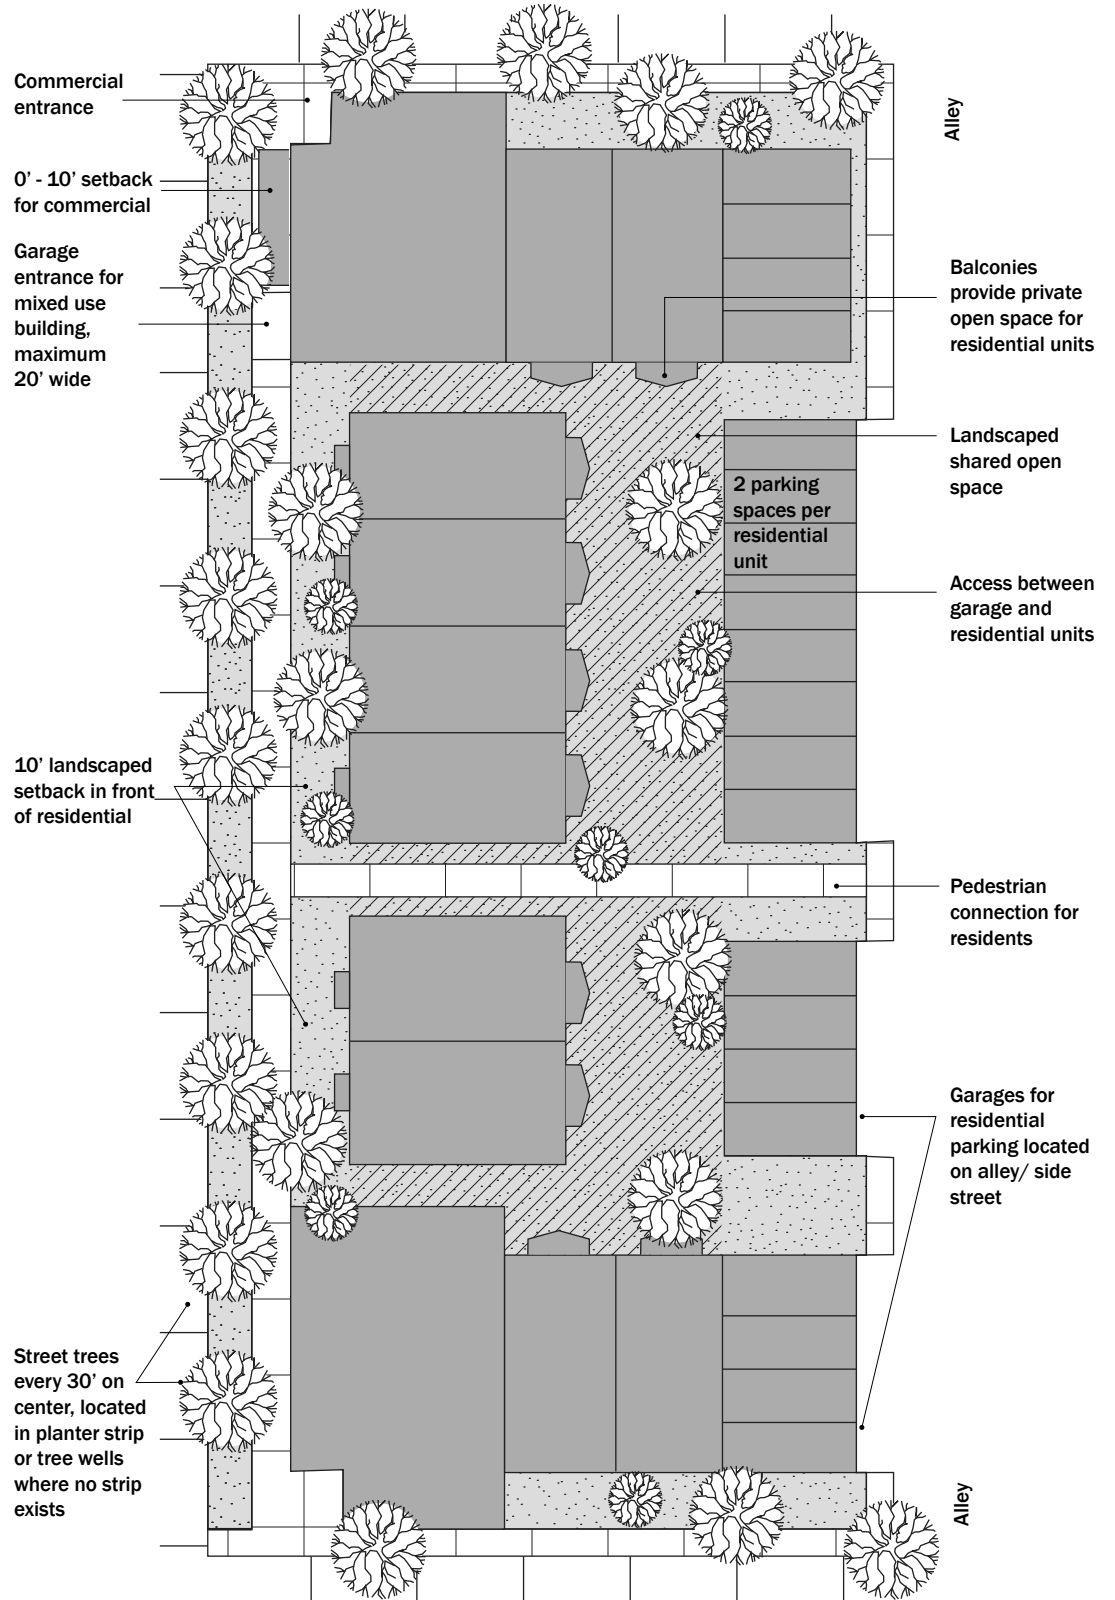 Commercial
entrance
0' - 10' setback
for commercial
Garage
entrance for
mixed use
building,
maximum
20' wide
10' landscaped
setback in front
of residential
Street trees
every 30' on
center, located
in planter strip
or tree wells
where no strip
exists
2 parking
spaces per
residential
unit
Alley
Balconies
provide private
open space for
residential units
Landscaped
shared open
space
Access between
garage and
residential units
Pedestrian
connection for
residents
Garages for
residential
parking located
on alley/ side
street
Alley